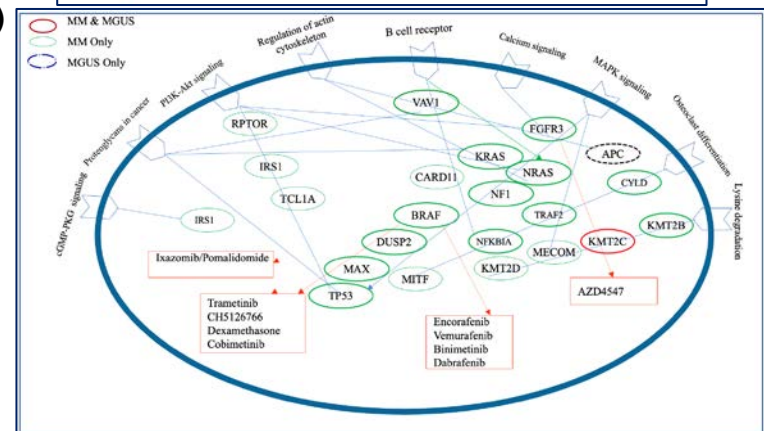 )
MM & MGUS
MM Only
MGUS Only
Regulation of actin
cytoskeleton
B cell receptor
Calcium signaling
MAPK signaling
Osteoclast differentiation
Lysine degradation
PI3K-Akt signaling
Proteoglycans in cancer
cGMP-PKG signaling
VAV1
RPTOR
FGFR3
KRAS
APC
IRS1
NRAS
CARD11
CYLD
NF1
TCL1A
BRAF
TRAF2
IRS1
KMT2B
DUSP2
NFKBIA
KMT2C
MECOM
MAX
KMT2D
MITF
TP53
Ixazomib/Pomalidomide
AZD4547
Trametinib
CH5126766
Dexamethasone
Cobimetinib
Encorafenib
Vemurafenib
Binimetinib
Dabrafenib